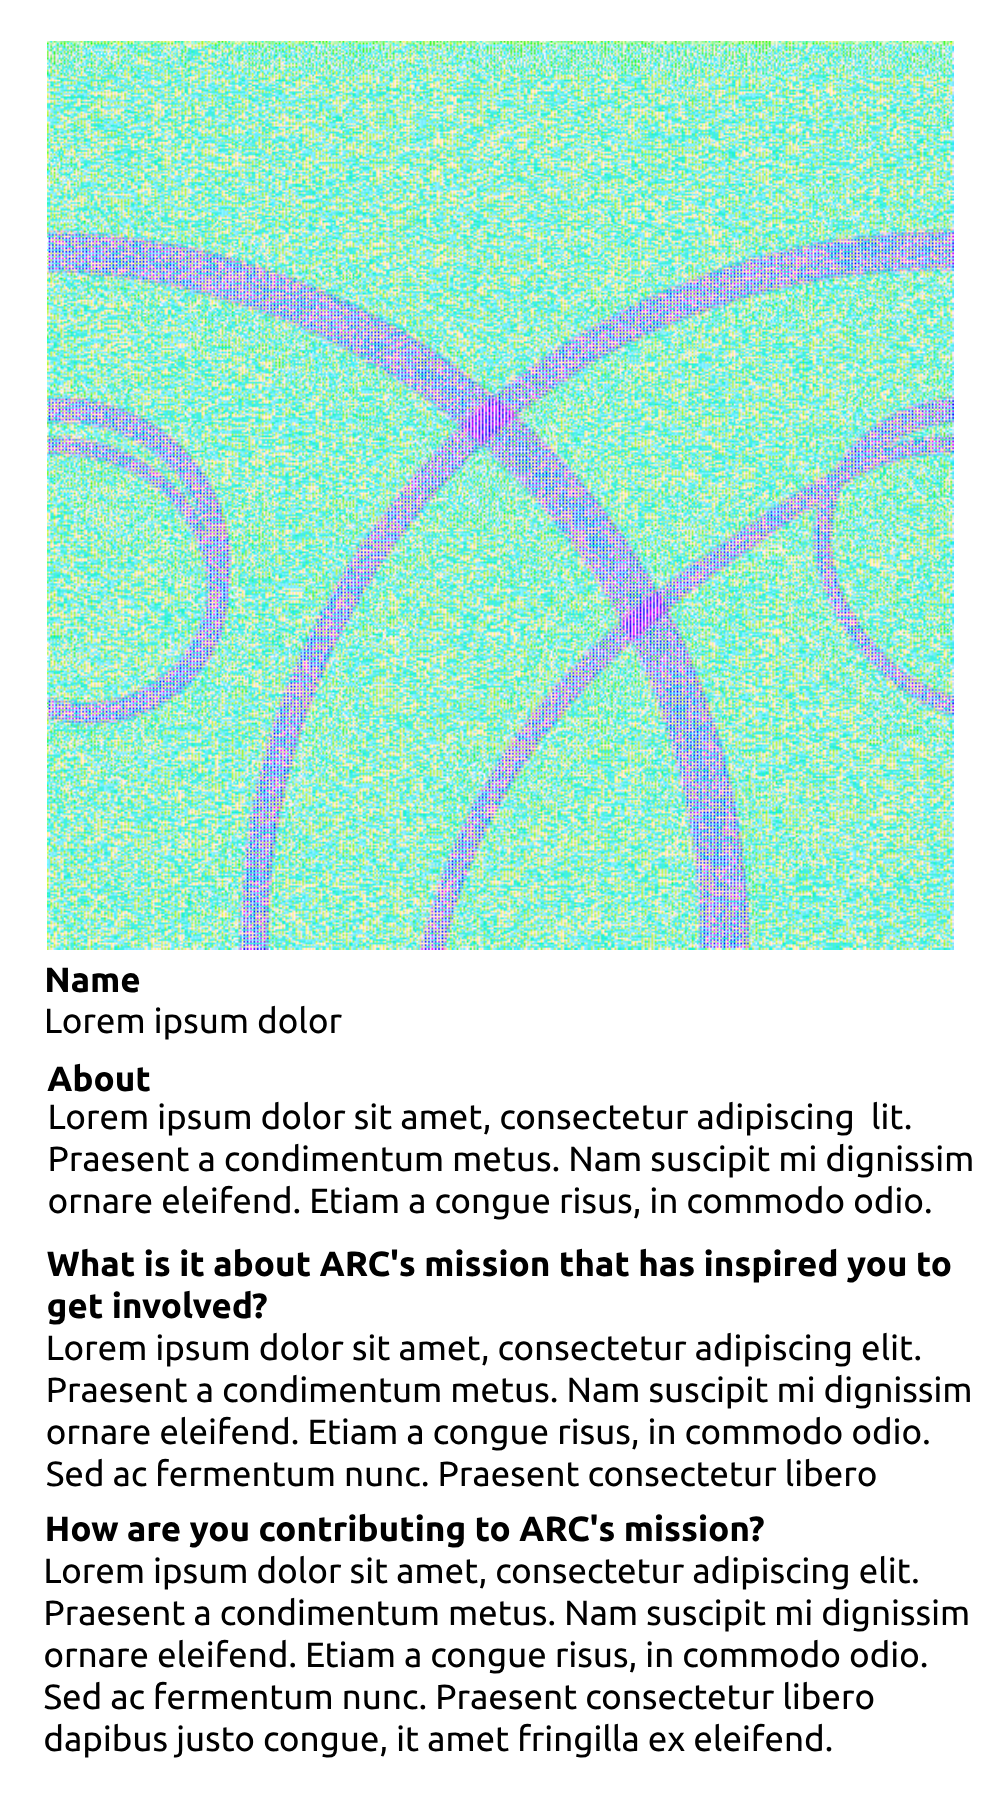 Name
Lorem ipsum dolor
About
Lorem ipsum dolor sit amet, consectetur adipiscing  lit.
Praesent a condimentum metus. Nam suscipit mi dignissim
ornare eleifend. Etiam a congue risus, in commodo odio.
What is it about ARC's mission that has inspired you to
get involved?
Lorem ipsum dolor sit amet, consectetur adipiscing elit.
Praesent a condimentum metus. Nam suscipit mi dignissim
ornare eleifend. Etiam a congue risus, in commodo odio.
Sed ac fermentum nunc. Praesent consectetur libero
How are you contributing to ARC's mission?
Lorem ipsum dolor sit amet, consectetur adipiscing elit.
Praesent a condimentum metus. Nam suscipit mi dignissim
ornare eleifend. Etiam a congue risus, in commodo odio.
Sed ac fermentum nunc. Praesent consectetur libero
dapibus justo congue, it amet fringilla ex eleifend.